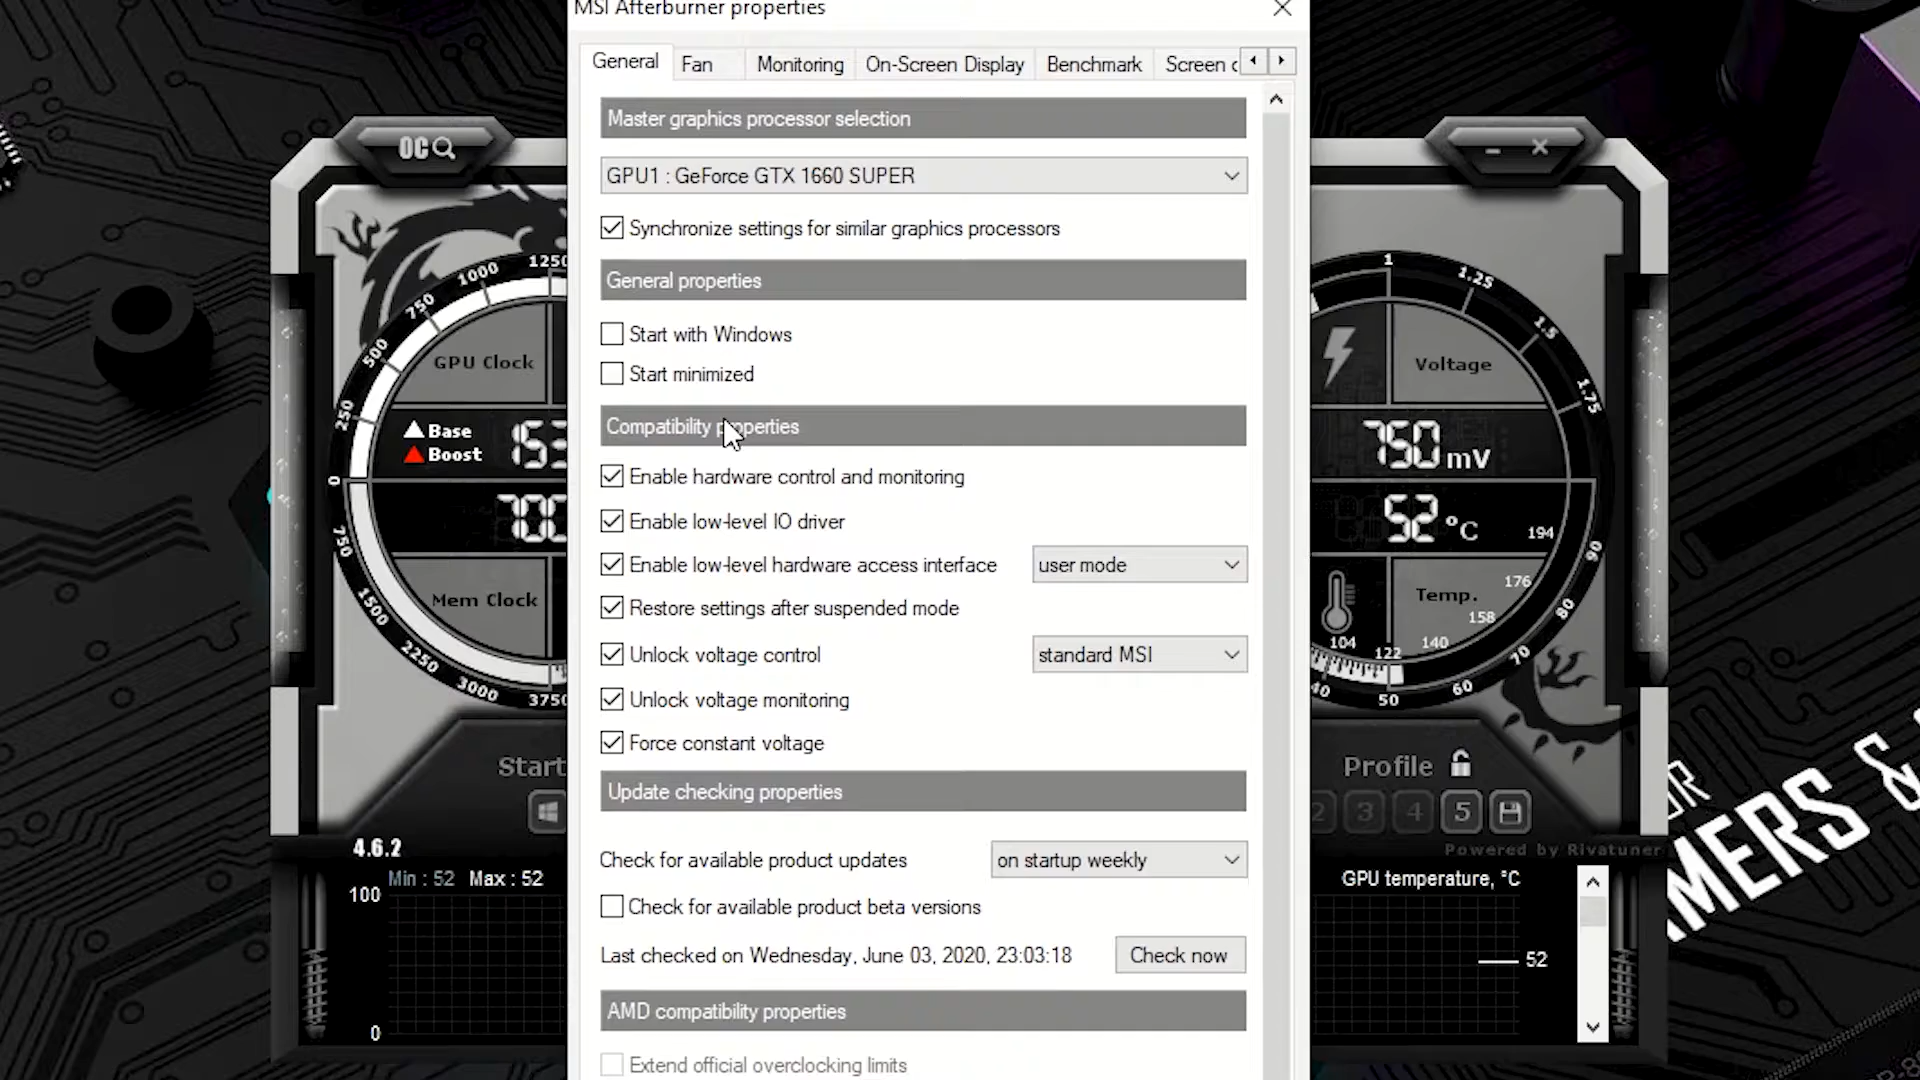 MSI Afterburner properties
General
Fan
Monitoring
On-Screen Display
Benchmark
Screen c
Master graphics processor selection
GPU1 : GeForce GTX 1660 SUPER
Synchronize settings for similar graphics processors
General properties
Start with Windows
Start minimized
Compatibility properties
Enable hardware control and monitoring
Enable low-level IO driver
Enable low-level hardware access interface
user mode
Restore settings after suspended mode
Unlock voltage control
standard MSI
Unlock voltage monitoring
Force constant voltage
Update checking properties
Check for available product updates
on startup weekly
Check for available product beta versions
Last checked on Wednesday, June 03, 2020, 23:03:18
Check now
AMD compatibility properties
Extend official overclocking limits
OC
0
250
500
750
1000
1250
GPU Clock
Base
Boost
153
700
Mem Clock
750
1500
2250
3000
3750
Start
4.6.2
Min : 52 Max : 52
100
0
1
1.25
1.5
1.75
Voltage
750 mV
52 °C
Temp.
194
176
158
140
122
104
90
80
70
60
50
40
Profile
2
3
4
5
Powered by Rivatuner
GPU temperature, °C
52
OR
MERS &